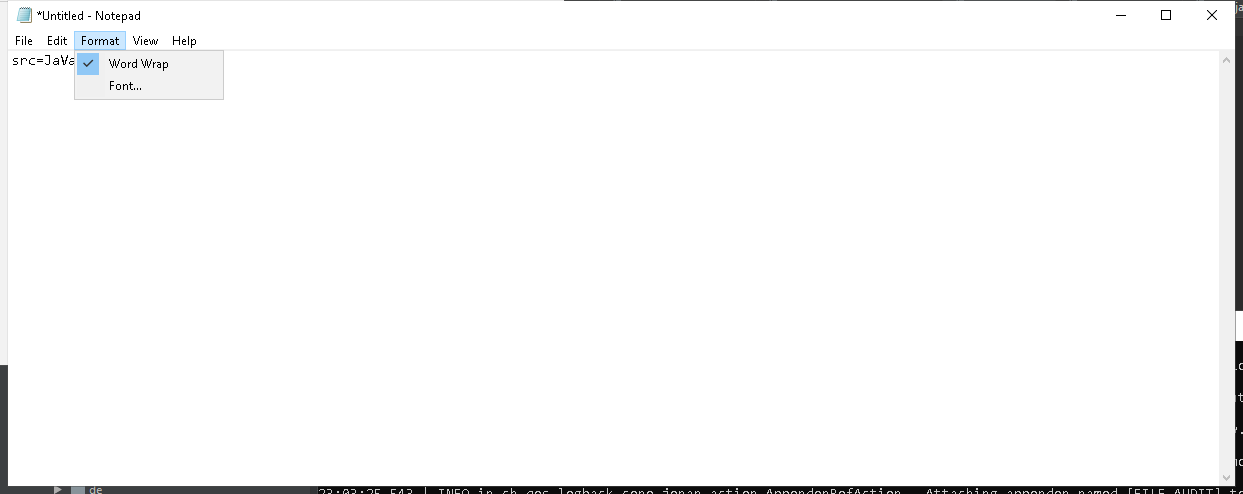 *Untitled - Notepad
File Edit Format View Help
src=JaVa
Word Wrap
Font...
de
23:03:25,543 | INFO in ch.qos.logback.core.joran.action.AppenderRefAction - Attaching appender named [FILE_AUDIT] t